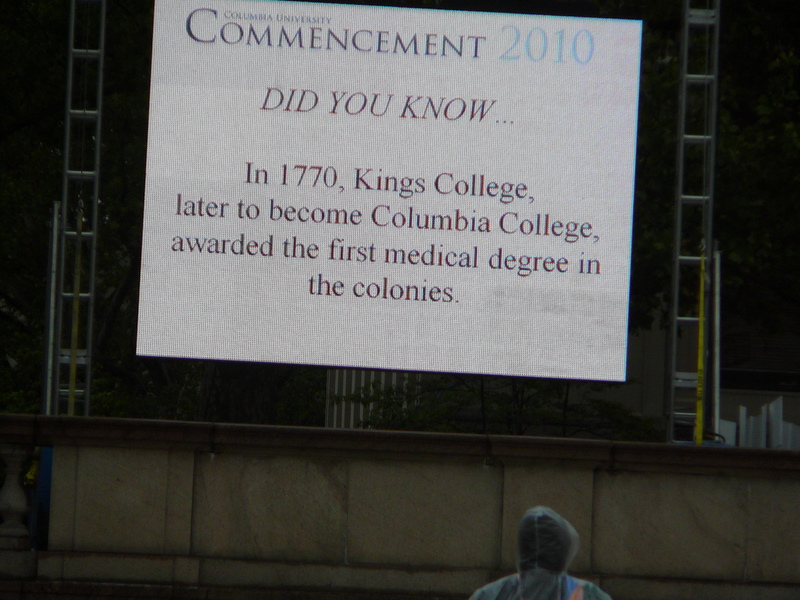 COLUMBIA UNIVERSITY
COMMENCEMENT 2010
DID YOU KNOW...
In 1770, Kings College,
later to become Columbia College,
awarded the first medical degree in
the colonies.